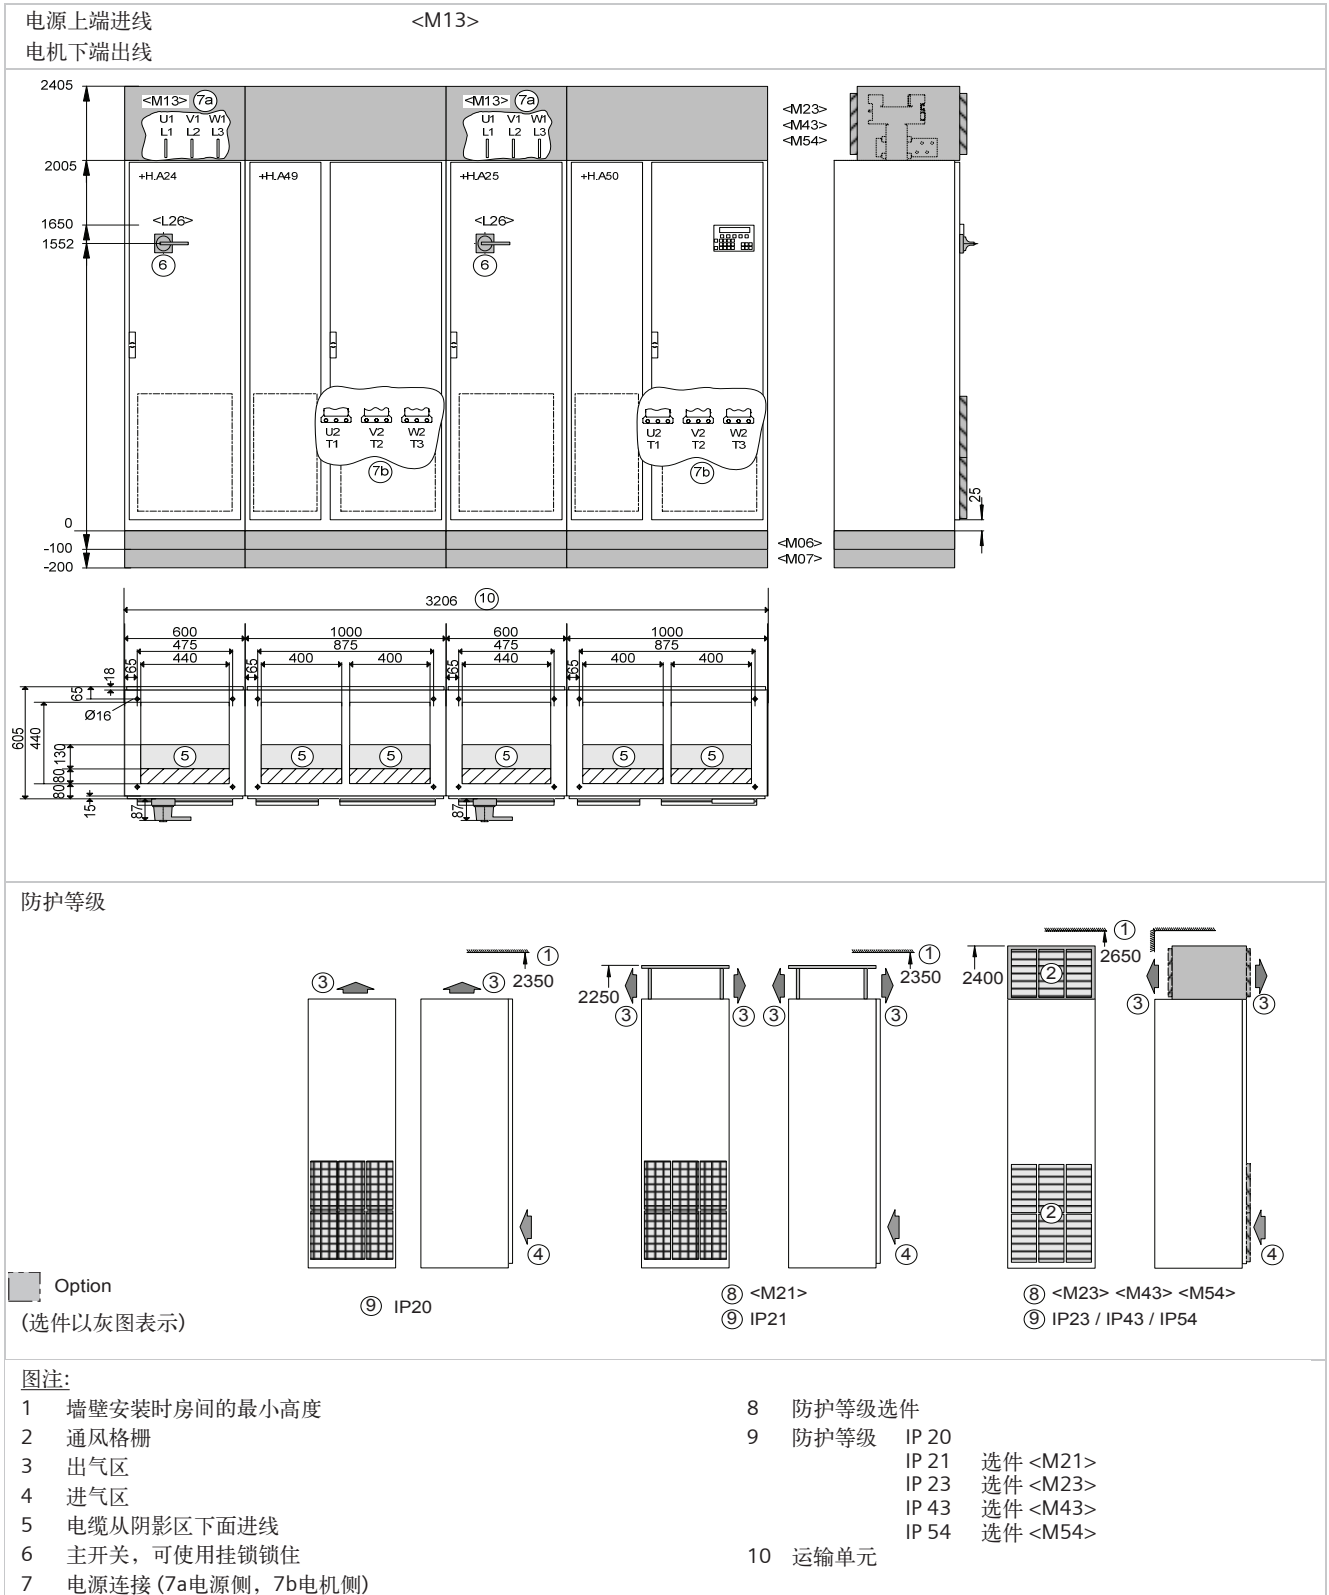 电源上端进线 <M13>
电机下端出线
2405
<M13> 7a <M13> 7a
U1 V1 W1 U1 V1 W1
L1 L2 L3 L1 L2 L3
<M23>
<M43>
<M54>
2005
+H.A24 +H.A49 +H.A25 +H.A50
1650 <L26> <L26>
1552
6 6
U2 V2 W2 U2 V2 W2
T1 T2 T3 T1 T2 T3
7b 7b
25
0
-100 <M06>
-200 <M07>
3206 10
600 1000 600 1000
475 875 475 875
440 400 400 440 400 400
165 165 165 165
18
65
Ø16
605
440
130
80
80
15
87 87
5 5 5 5 5 5
防护等级
1 2350 1 2350 1 2650
2250 2400
3 3 3 3 3 3 3 3
2 2
4 4 4
Option
(选件以灰图表示)
9 IP20
8 <M21>
9 IP21
8 <M23> <M43> <M54>
9 IP23 / IP43 / IP54
图注:
1 墙壁安装时房间的最小高度
2 通风格栅
3 出气区
4 进气区
5 电缆从阴影区下面进线
6 主开关，可使用挂锁锁住
7 电源连接 (7a电源侧，7b电机侧)
8 防护等级选件
9 防护等级 IP 20
IP 21 选件 <M21>
IP 23 选件 <M23>
IP 43 选件 <M43>
IP 54 选件 <M54>
10 运输单元